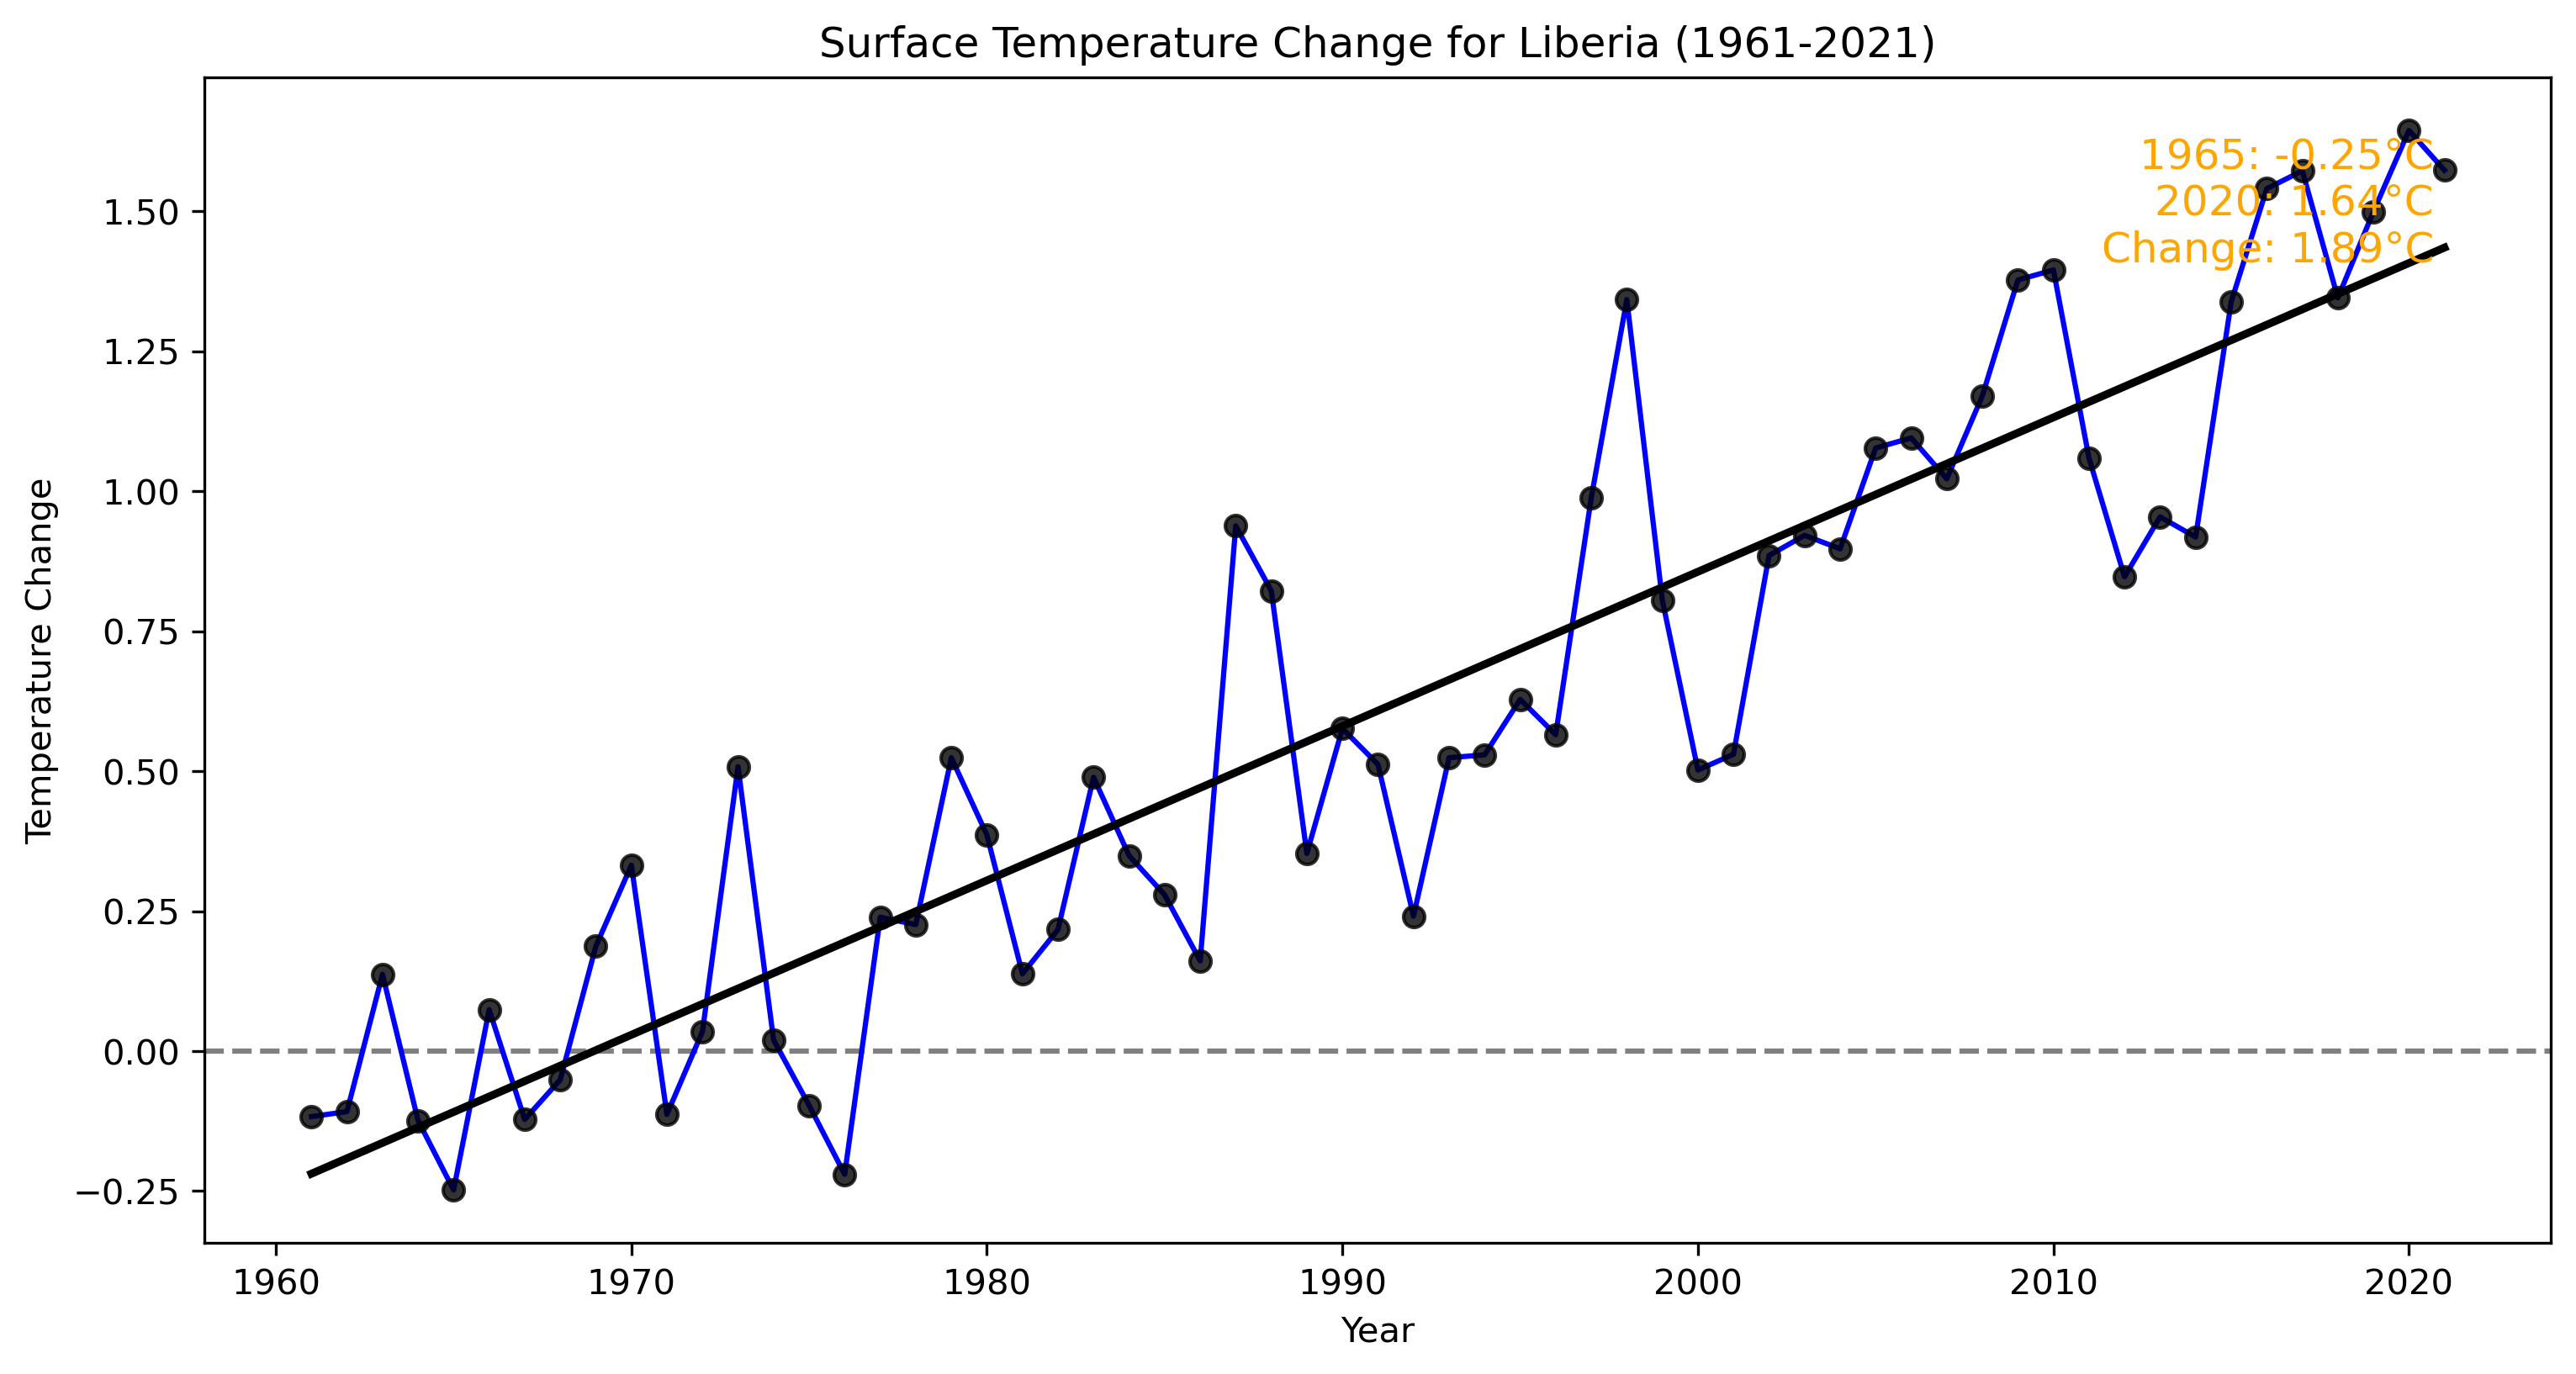 Surface Temperature Change for Liberia (1961-2021)
1965: -0.25°C
2020: 1.64°C
Change: 1.89°C
Temperature Change
1.50
1.25
1.00
0.75
0.50
0.25
0.00
−0.25
1960 1970 1980 1990 2000 2010 2020
Year